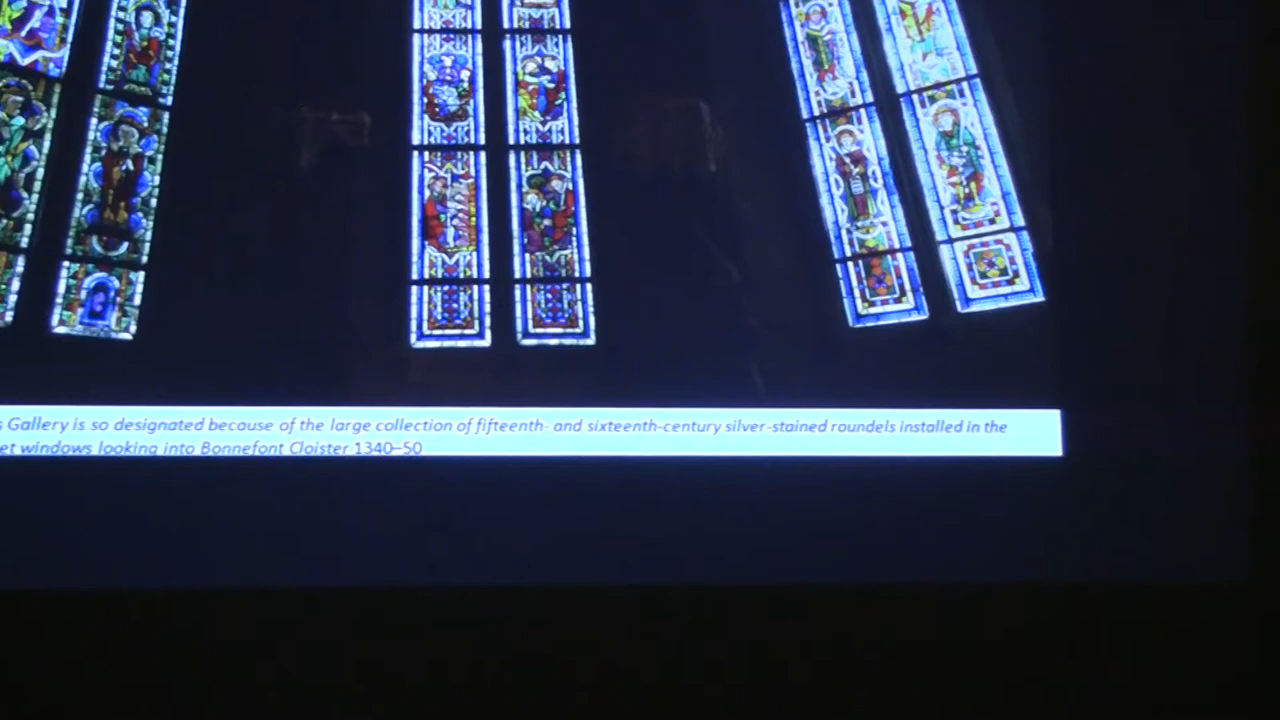 Gallery is so designated because of the large collection of fifteenth- and sixteenth-century silver-stained roundels installed in the
windows looking into Bonnefont Cloister 1340–50